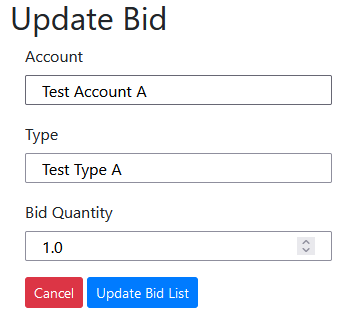 Update Bid
Account
Test Account A
Type
Test Type A
Bid Quantity
1.0
Cancel Update Bid List